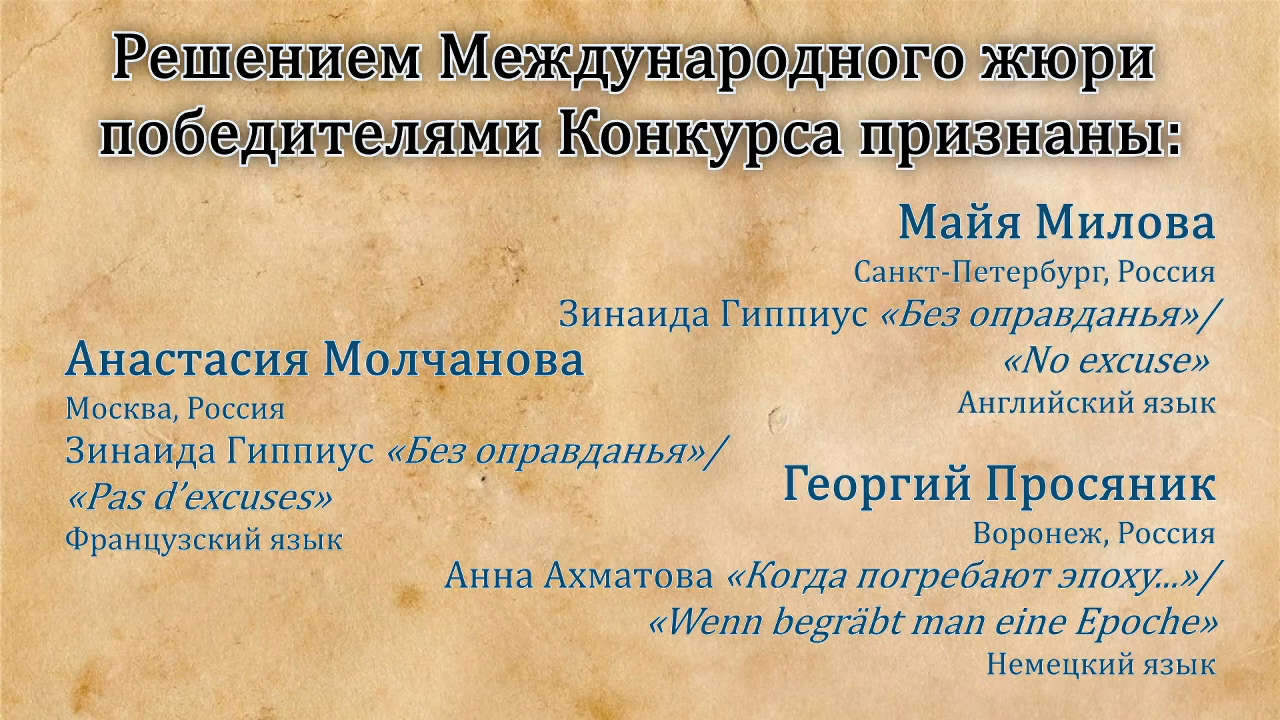 Решением Международного жюри
победителями Конкурса признаны:
Майя Милова
Санкт-Петербург, Россия
Зинаида Гиппиус «Без оправданья»/
«No excuse»
Английский язык
Анастасия Молчанова
Москва, Россия
Зинаида Гиппиус «Без оправданья»/
«Pas d’excuses»
Французский язык
Георгий Просяник
Воронеж, Россия
Анна Ахматова «Когда погребают эпоху...»/
«Wenn begräbt man eine Epoche»
Немецкий язык